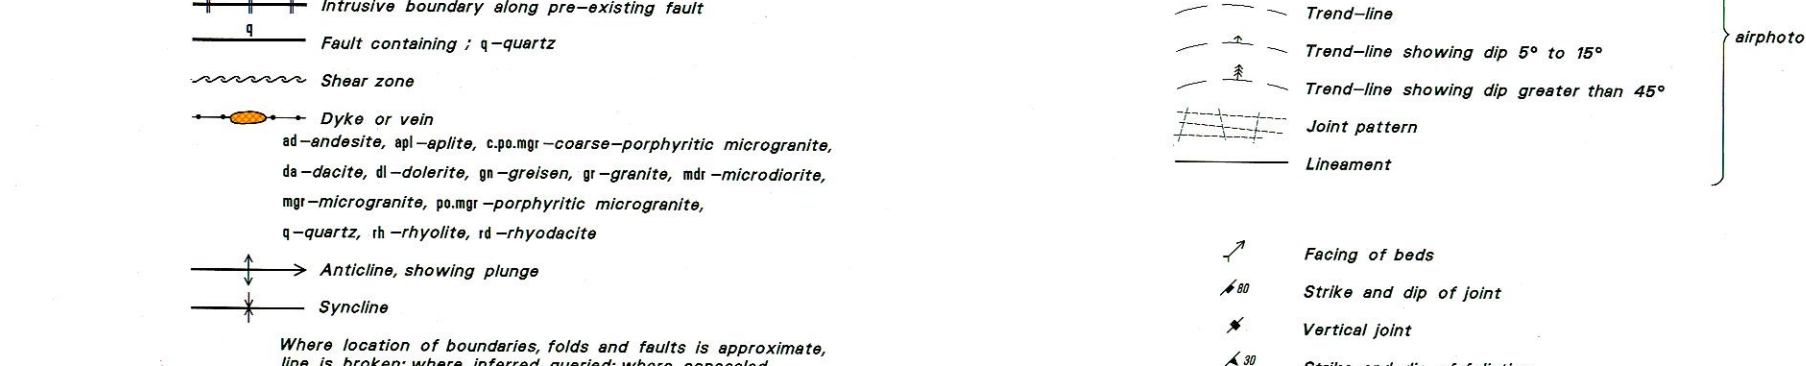 Intrusive boundary along pre-existing fault
q
Fault containing ; q-quartz
Shear zone
Dyke or vein
ad-andesite, apl-aplite, c.po.mgr-coarse-porphyritic microgranite,
da-dacite, dl-dolerite, gn-greisen, gr-granite, mdr-microdiorite,
mgr-microgranite, po.mgr-porphyritic microgranite,
q-quartz, rh-rhyolite, rd-rhyodacite
Anticline, showing plunge
Syncline
Where location of boundaries, folds and faults is approximate,
line is broken; where inferred, queried; where concealed
Trend-line
Trend-line showing dip 5° to 15°
Trend-line showing dip greater than 45°
Joint pattern
Lineament
airphoto
Facing of beds
80 Strike and dip of joint
Vertical joint
30 Strike and dip of foliation